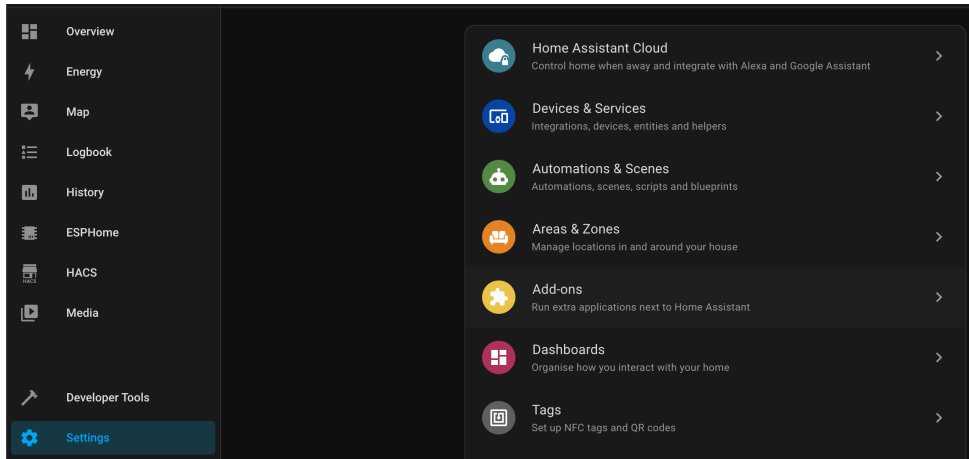 Overview
Energy
Map
Logbook
History
ESPHome
HACS
HACS
Media
Developer Tools
Settings
Home Assistant Cloud
Control home when away and integrate with Alexa and Google Assistant
Devices & Services
Integrations, devices, entities and helpers
Automations & Scenes
Automations, scenes, scripts and blueprints
Areas & Zones
Manage locations in and around your house
Add-ons
Run extra applications next to Home Assistant
Dashboards
Organise how you interact with your home
Tags
Set up NFC tags and QR codes